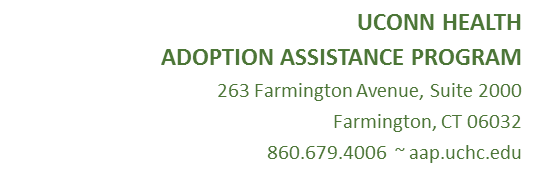 UCONN HEALTH
ADOPTION ASSISTANCE PROGRAM
263 Farmington Avenue, Suite 2000
Farmington, CT 06032
860.679.4006 ~ aap.uchc.edu